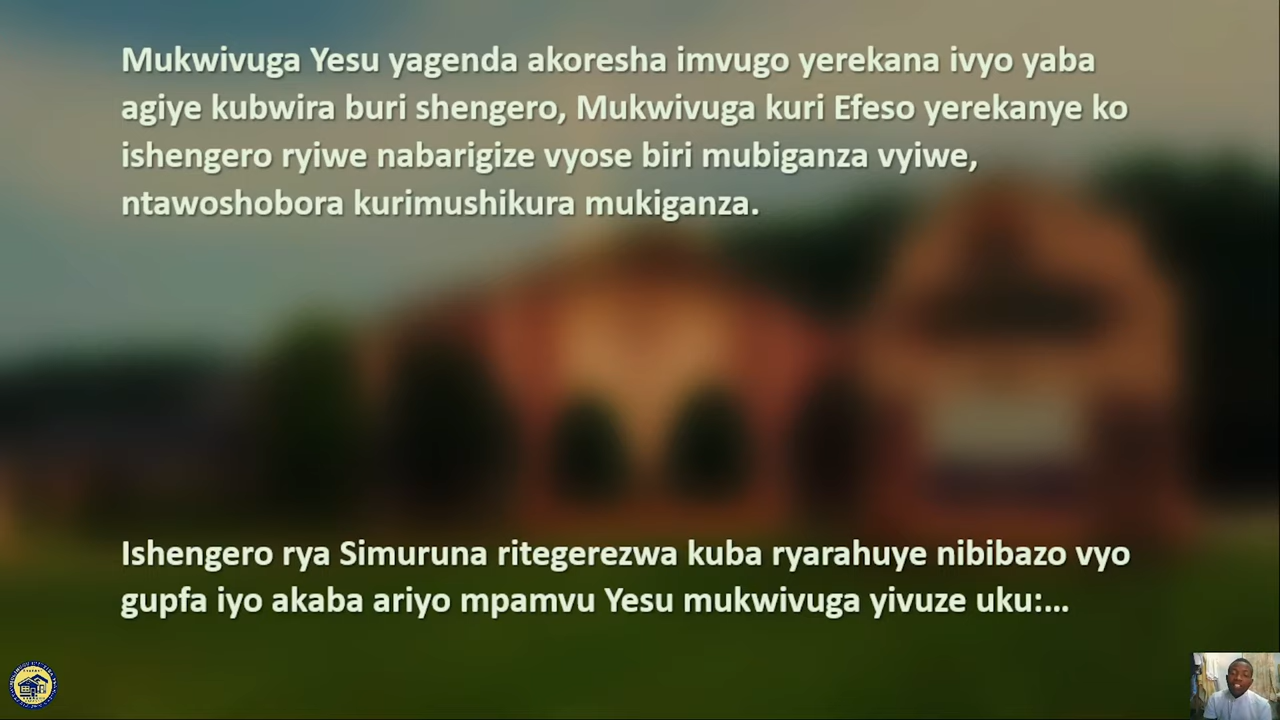 Mukwivuga Yesu yagenda akoresha imvugo yerekana ivyo yaba
agiye kubwira buri shengero, Mukwivuga kuri Efeso yerekanye ko
ishengero ryiwe nabarigize vyose biri mubiganza vyiwe,
ntawoshobora kurimushikura mukiganza.
Ishengero rya Simuruna ritegerezwa kuba ryarahuye nibibazo vyo
gupfa iyo akaba ariyo mpamvu Yesu mukwivuga yivuze uku:...